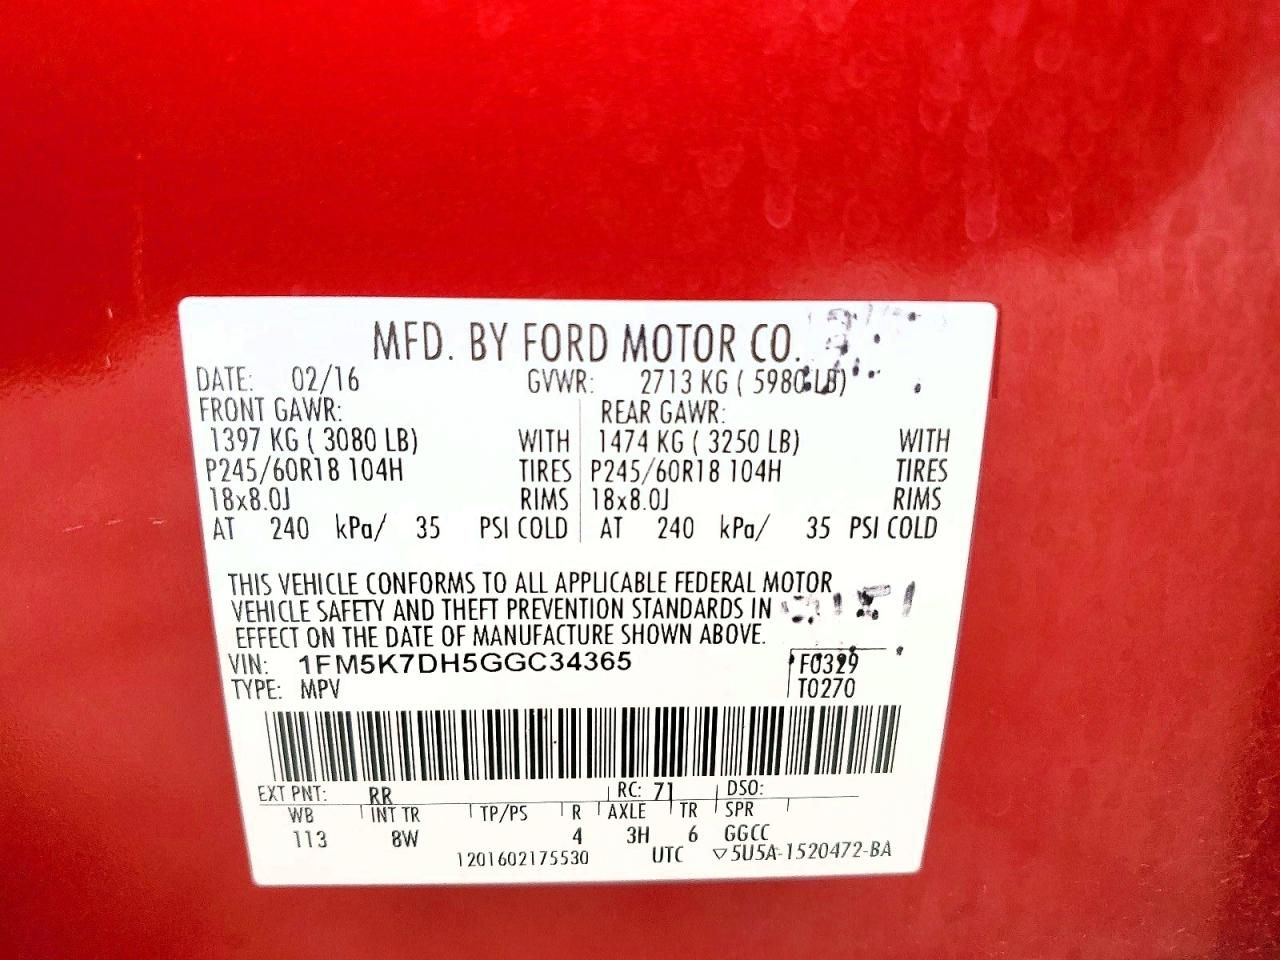 MFD. BY FORD MOTOR CO.
DATE: 02/16 GVWR: 2713 KG ( 5980 LB)
FRONT GAWR: REAR GAWR:
1397 KG ( 3080 LB) WITH 1474 KG ( 3250 LB) WITH
P245/60R18 104H TIRES P245/60R18 104H TIRES
18x8.0J RIMS 18x8.0J RIMS
AT 240 kPa/ 35 PSI COLD AT 240 kPa/ 35 PSI COLD
THIS VEHICLE CONFORMS TO ALL APPLICABLE FEDERAL MOTOR
VEHICLE SAFETY AND THEFT PREVENTION STANDARDS IN
EFFECT ON THE DATE OF MANUFACTURE SHOWN ABOVE.
VIN: 1FM5K7DH5GGC34365 F0329
TYPE: MPV T0270
EXT PNT: RR RC: 71 DSO:
WB INT TR TP/PS R AXLE TR SPR
113 8W 4 3H 6 GGCC
1201602175530 UTC ▽5U5A-1520472-BA